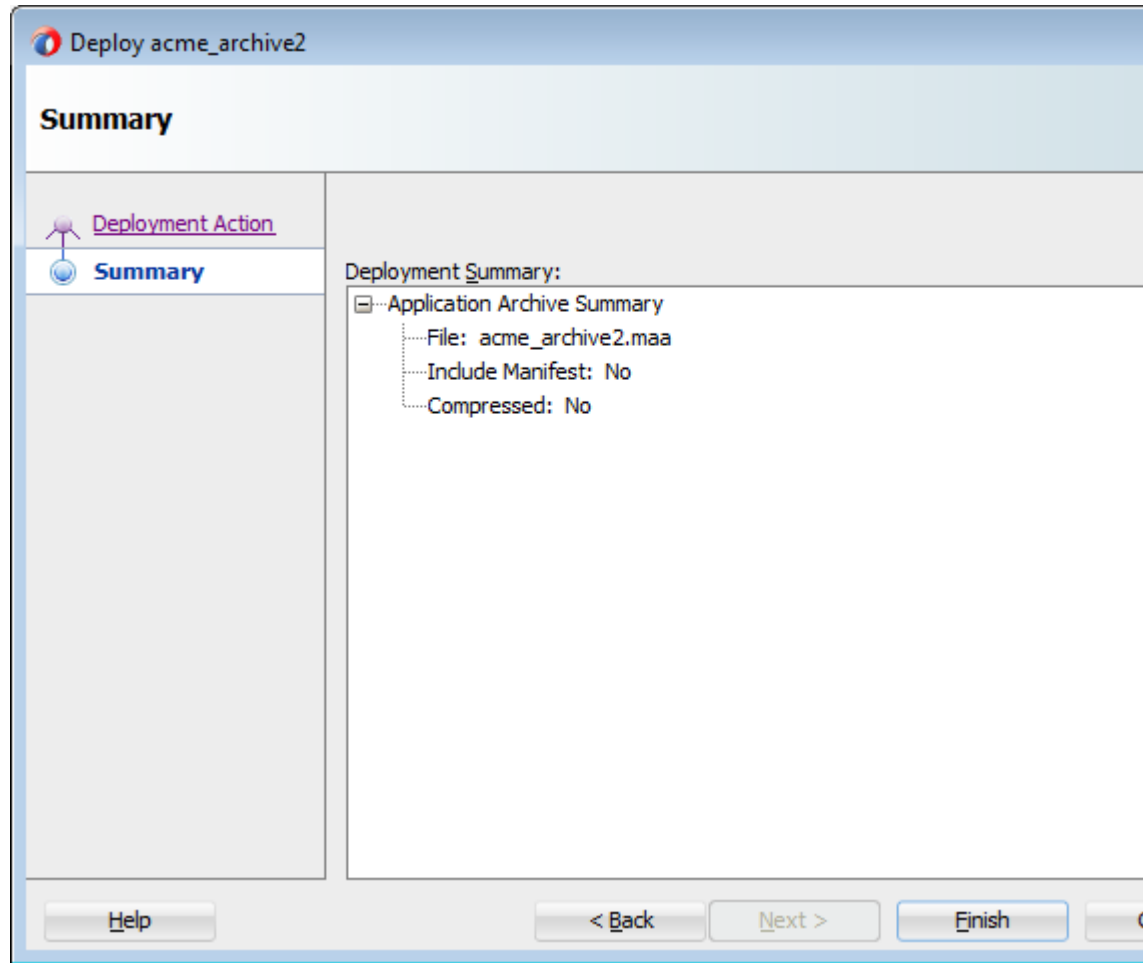 Deploy acme_archive2
Summary
Deployment Action
Summary
Deployment Summary:
Application Archive Summary
File: acme_archive2.maa
Include Manifest: No
Compressed: No
Help
< Back
Next >
Finish